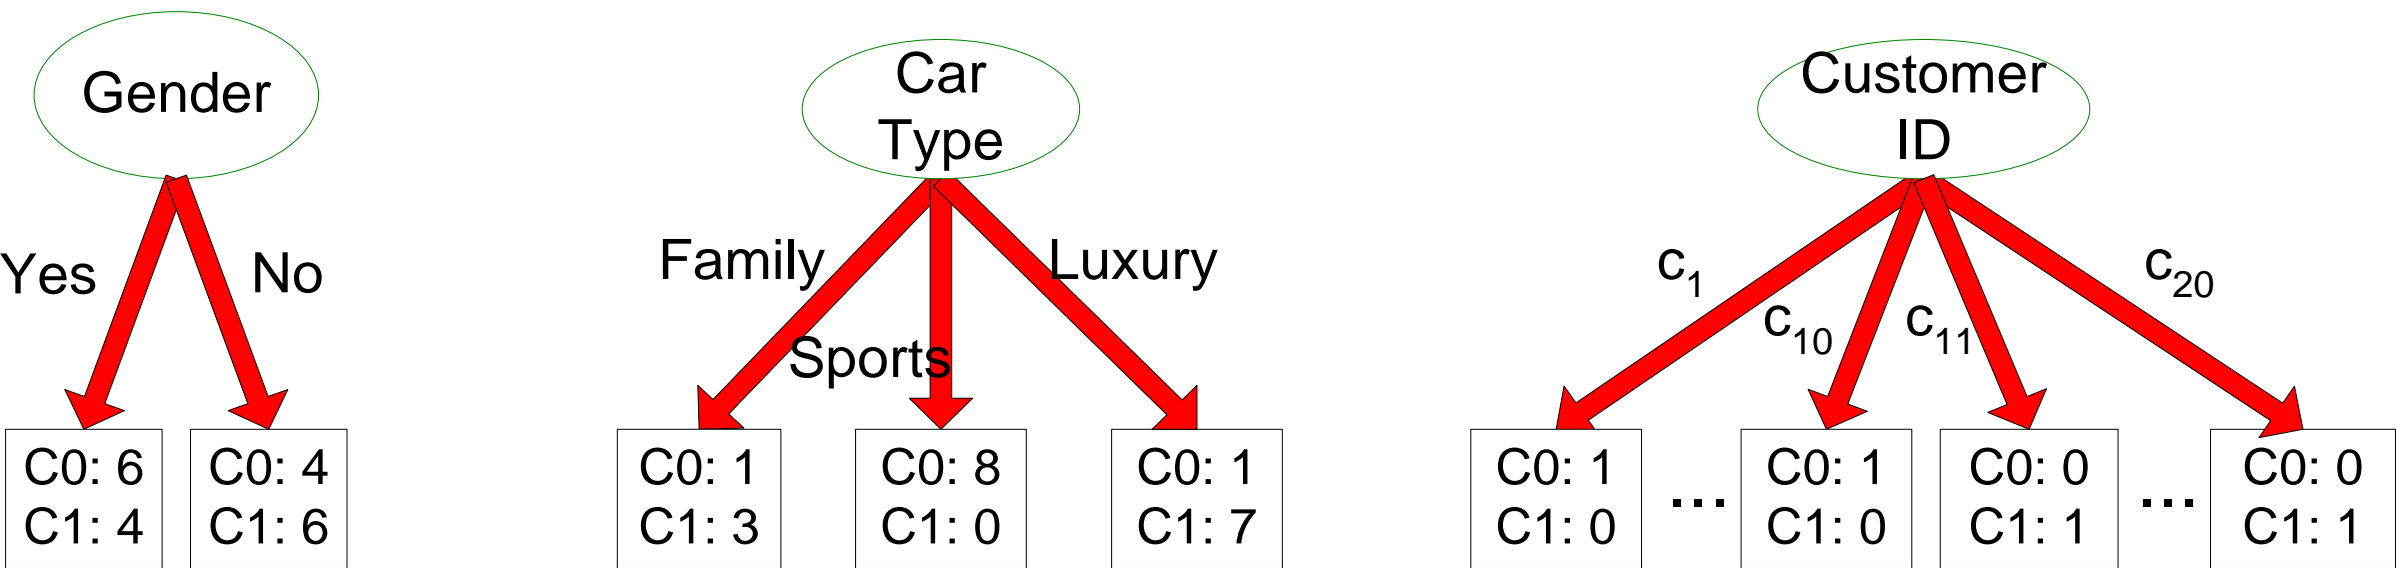 Gender
Yes
No
C0: 6
C1: 4
C0: 4
C1: 6
Car
Type
Family
Sports
Luxury
C0: 1
C1: 3
C0: 8
C1: 0
C0: 1
C1: 7
Customer
ID
c₁
c₁₀
c₁₁
c₂₀
C0: 1
C1: 0
...
C0: 1
C1: 0
C0: 0
C1: 1
...
C0: 0
C1: 1